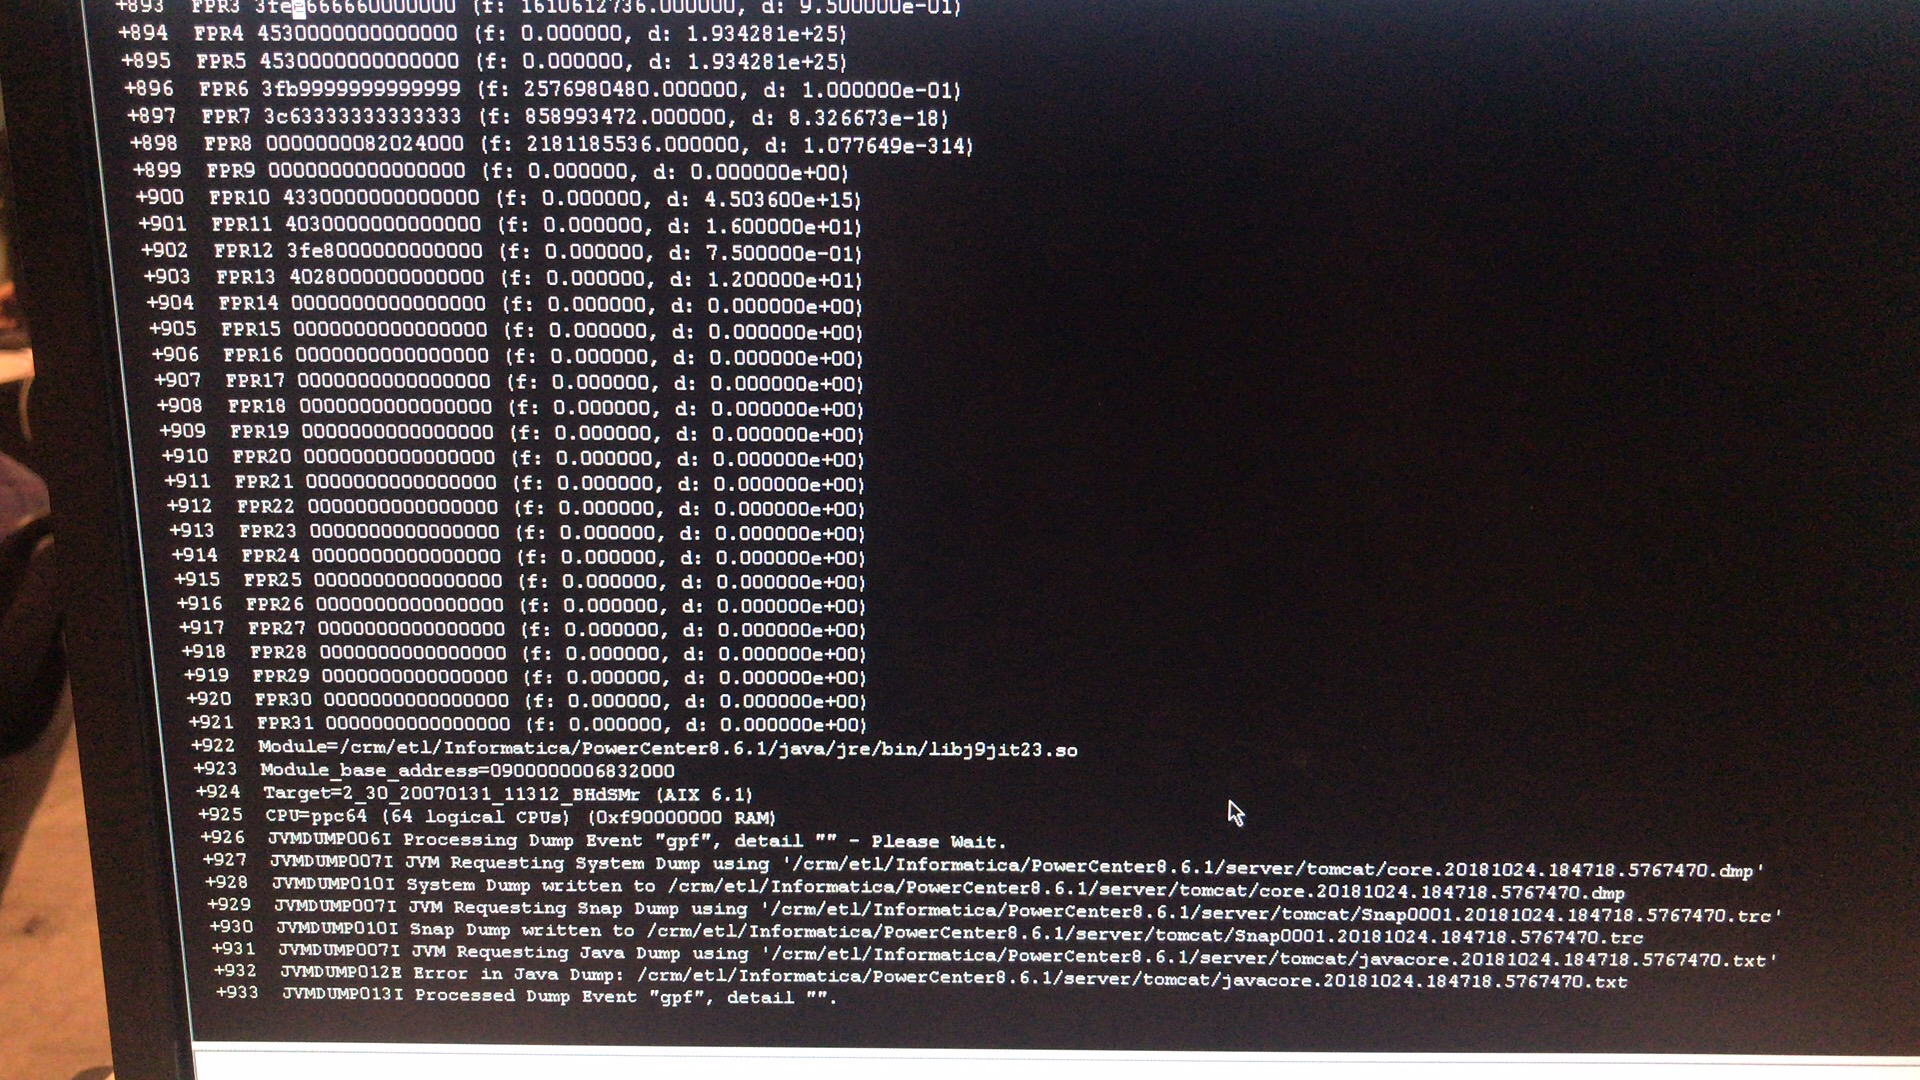 +893 FPR3 3fee666660000000 (f: 1610612736.000000, d: 9.500000e-01)
+894 FPR4 4530000000000000 (f: 0.000000, d: 1.934281e+25)
+895 FPR5 4530000000000000 (f: 0.000000, d: 1.934281e+25)
+896 FPR6 3fb9999999999999 (f: 2576980480.000000, d: 1.000000e-01)
+897 FPR7 3c63333333333333 (f: 858993472.000000, d: 8.326673e-18)
+898 FPR8 0000000082024000 (f: 2181185536.000000, d: 1.077649e-314)
+899 FPR9 0000000000000000 (f: 0.000000, d: 0.000000e+00)
+900 FPR10 4330000000000000 (f: 0.000000, d: 4.503600e+15)
+901 FPR11 4030000000000000 (f: 0.000000, d: 1.600000e+01)
+902 FPR12 3fe8000000000000 (f: 0.000000, d: 7.500000e-01)
+903 FPR13 4028000000000000 (f: 0.000000, d: 1.200000e+01)
+904 FPR14 0000000000000000 (f: 0.000000, d: 0.000000e+00)
+905 FPR15 0000000000000000 (f: 0.000000, d: 0.000000e+00)
+906 FPR16 0000000000000000 (f: 0.000000, d: 0.000000e+00)
+907 FPR17 0000000000000000 (f: 0.000000, d: 0.000000e+00)
+908 FPR18 0000000000000000 (f: 0.000000, d: 0.000000e+00)
+909 FPR19 0000000000000000 (f: 0.000000, d: 0.000000e+00)
+910 FPR20 0000000000000000 (f: 0.000000, d: 0.000000e+00)
+911 FPR21 0000000000000000 (f: 0.000000, d: 0.000000e+00)
+912 FPR22 0000000000000000 (f: 0.000000, d: 0.000000e+00)
+913 FPR23 0000000000000000 (f: 0.000000, d: 0.000000e+00)
+914 FPR24 0000000000000000 (f: 0.000000, d: 0.000000e+00)
+915 FPR25 0000000000000000 (f: 0.000000, d: 0.000000e+00)
+916 FPR26 0000000000000000 (f: 0.000000, d: 0.000000e+00)
+917 FPR27 0000000000000000 (f: 0.000000, d: 0.000000e+00)
+918 FPR28 0000000000000000 (f: 0.000000, d: 0.000000e+00)
+919 FPR29 0000000000000000 (f: 0.000000, d: 0.000000e+00)
+920 FPR30 0000000000000000 (f: 0.000000, d: 0.000000e+00)
+921 FPR31 0000000000000000 (f: 0.000000, d: 0.000000e+00)
+922 Module=/crm/etl/Informatica/PowerCenter8.6.1/java/jre/bin/libj9jit23.so
+923 Module_base_address=0900000006832000
+924 Target=2_30_20070131_11312_BHdSMr (AIX 6.1)
+925 CPU=ppc64 (64 logical CPUs) (0xf90000000 RAM)
+926 JVMDUMP006I Processing Dump Event "gpf", detail "" - Please Wait.
+927 JVMDUMP007I JVM Requesting System Dump using '/crm/etl/Informatica/PowerCenter8.6.1/server/tomcat/core.20181024.184718.5767470.dmp'
+928 JVMDUMP010I System Dump written to /crm/etl/Informatica/PowerCenter8.6.1/server/tomcat/core.20181024.184718.5767470.dmp
+929 JVMDUMP007I JVM Requesting Snap Dump using '/crm/etl/Informatica/PowerCenter8.6.1/server/tomcat/Snap0001.20181024.184718.5767470.trc'
+930 JVMDUMP010I Snap Dump written to /crm/etl/Informatica/PowerCenter8.6.1/server/tomcat/Snap0001.20181024.184718.5767470.trc
+931 JVMDUMP007I JVM Requesting Java Dump using '/crm/etl/Informatica/PowerCenter8.6.1/server/tomcat/javacore.20181024.184718.5767470.txt'
+932 JVMDUMP012E Error in Java Dump: /crm/etl/Informatica/PowerCenter8.6.1/server/tomcat/javacore.20181024.184718.5767470.txt
+933 JVMDUMP013I Processed Dump Event "gpf", detail "".